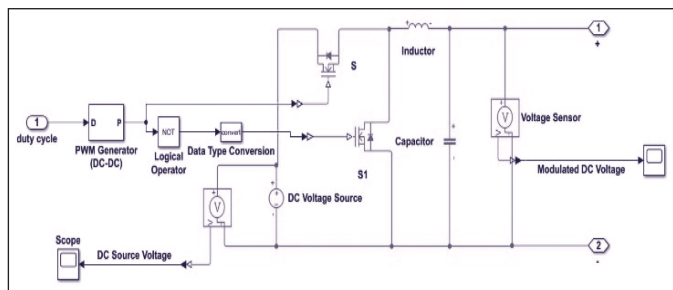 1
duty cycle
D
P
PWM Generator
(DC-DC)
NOT
Logical
Operator
convert
Data Type Conversion
S
S1
Inductor
Capacitor
DC Voltage Source
V
Scope
DC Source Voltage
V
Voltage Sensor
Modulated DC Voltage
1
+
2
-